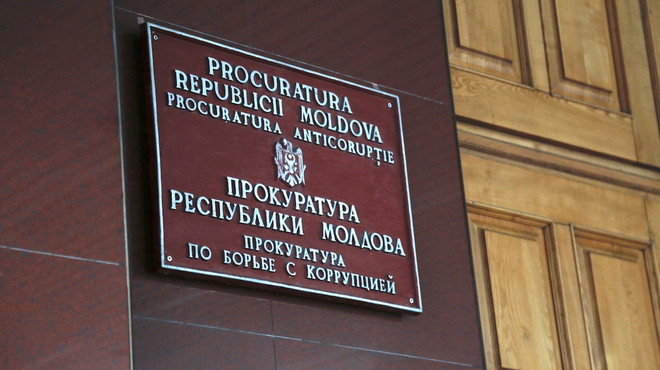 PROCURATURA
REPUBLICII MOLDOVA
PROCURATURA ANTICORUPȚIE
ПРОКУРАТУРА
РЕСПУБЛИКИ МОЛДОВА
ПРОКУРАТУРА
ПО БОРЬБЕ С КОРРУПЦИЕЙ